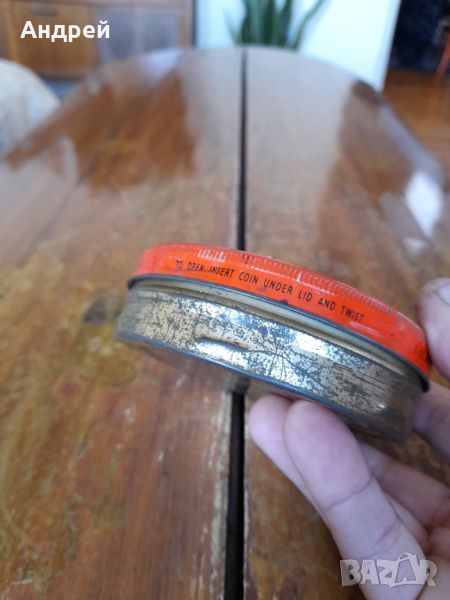 Андрей
TO OPEN INSERT COIN UNDER LID AND TWIST
BAZAR